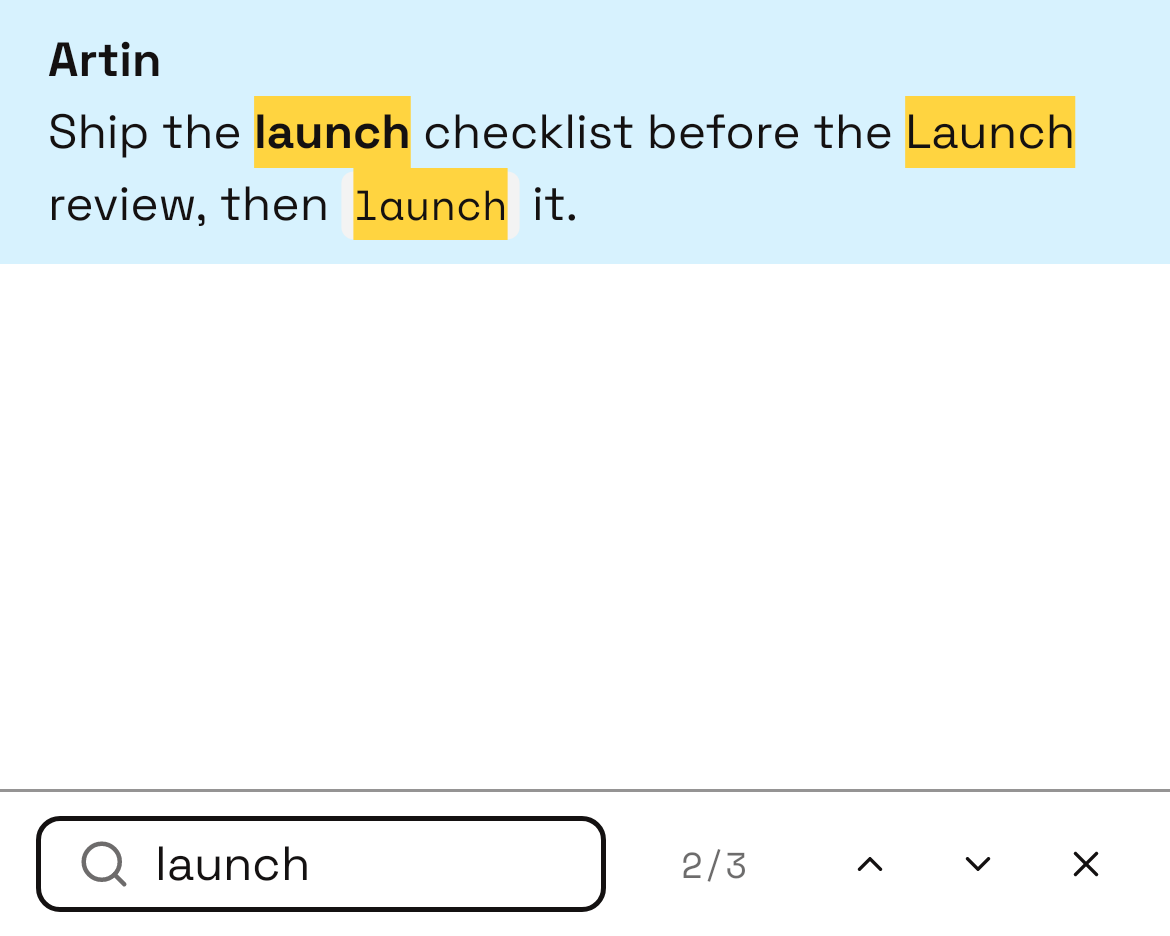 Artin
Ship the launch checklist before the Launch
review, then launch it.
launch
2/3